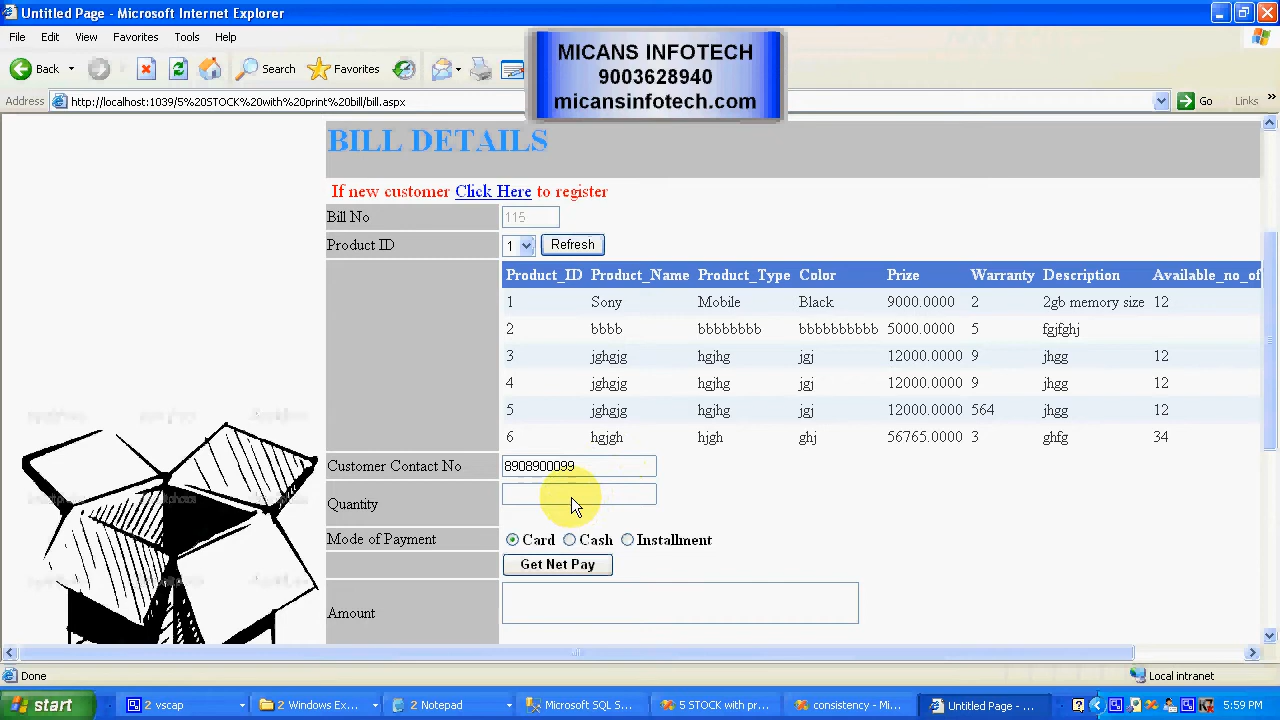 Untitled Page - Microsoft Internet Explorer
File Edit View Favorites Tools Help
MICANS INFOTECH
9003628940
micansinfotech.com
Back Search Favorites
Address http://localhost:1039/5%20STOCK%20with%20print%20bill/bill.aspx Go Links »
BILL DETAILS
If new customer Click Here to register
Bill No 115
Product ID 1 Refresh
Product_ID Product_Name Product_Type Color Prize Warranty Description Available_no_of
1 Sony Mobile Black 9000.0000 2 2gb memory size 12
2 bbbb bbbbbbbb bbbbbbbbbb 5000.0000 5 fgjfghj
3 jghgjg hgjhg jgj 12000.0000 9 jhgg 12
4 jghgjg hgjhg jgj 12000.0000 9 jhgg 12
5 jghgjg hgjhg jgj 12000.0000 564 jhgg 12
6 hgjgh hjgh ghj 56765.0000 3 ghfg 34
Customer Contact No 8908900099
Quantity
Mode of Payment Card Cash Installment
Get Net Pay
Amount
Done Local intranet
start 2 vscap 2 Windows Ex... 2 Notepad Microsoft SQL S... 5 STOCK with pr... consistency - Mi... Untitled Page - ... 5:59 PM